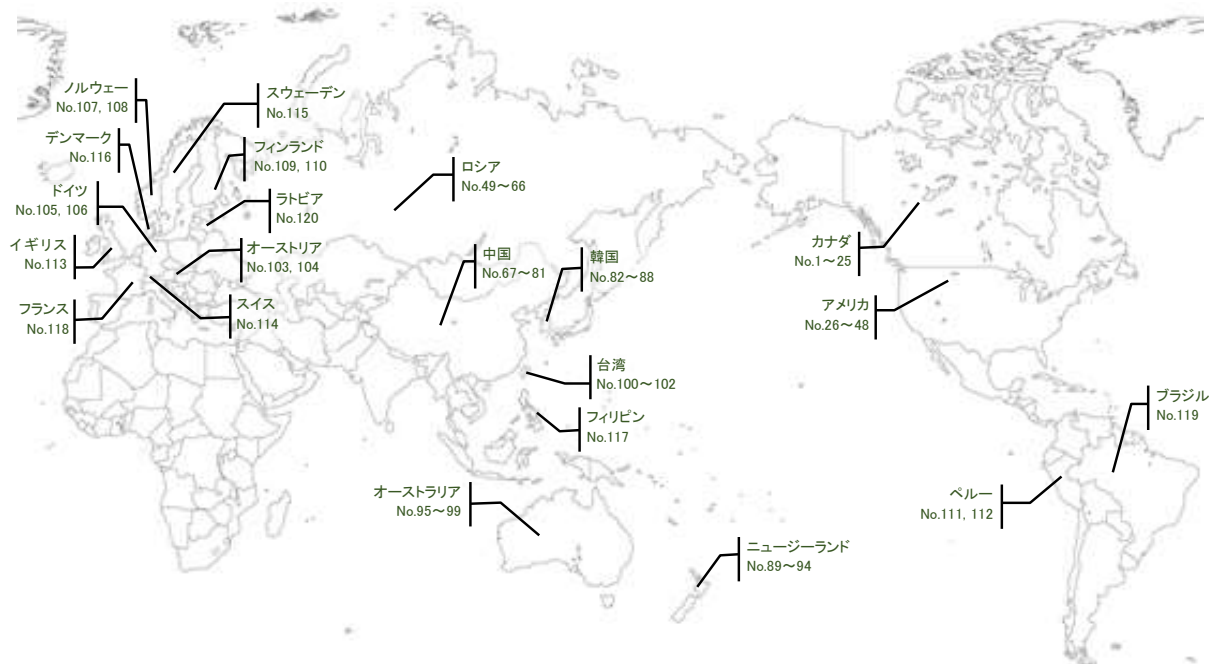 ノルウェー
No.107, 108
スウェーデン
No.115
デンマーク
No.116
フィンランド
No.109, 110
ロシア
No.49～66
ドイツ
No.105, 106
ラトビア
No.120
イギリス
No.113
オーストリア
No.103, 104
中国
No.67～81
韓国
No.82～88
カナダ
No.1～25
フランス
No.118
スイス
No.114
アメリカ
No.26～48
台湾
No.100～102
フィリピン
No.117
ブラジル
No.119
オーストラリア
No.95～99
ペルー
No.111, 112
ニュージーランド
No.89～94